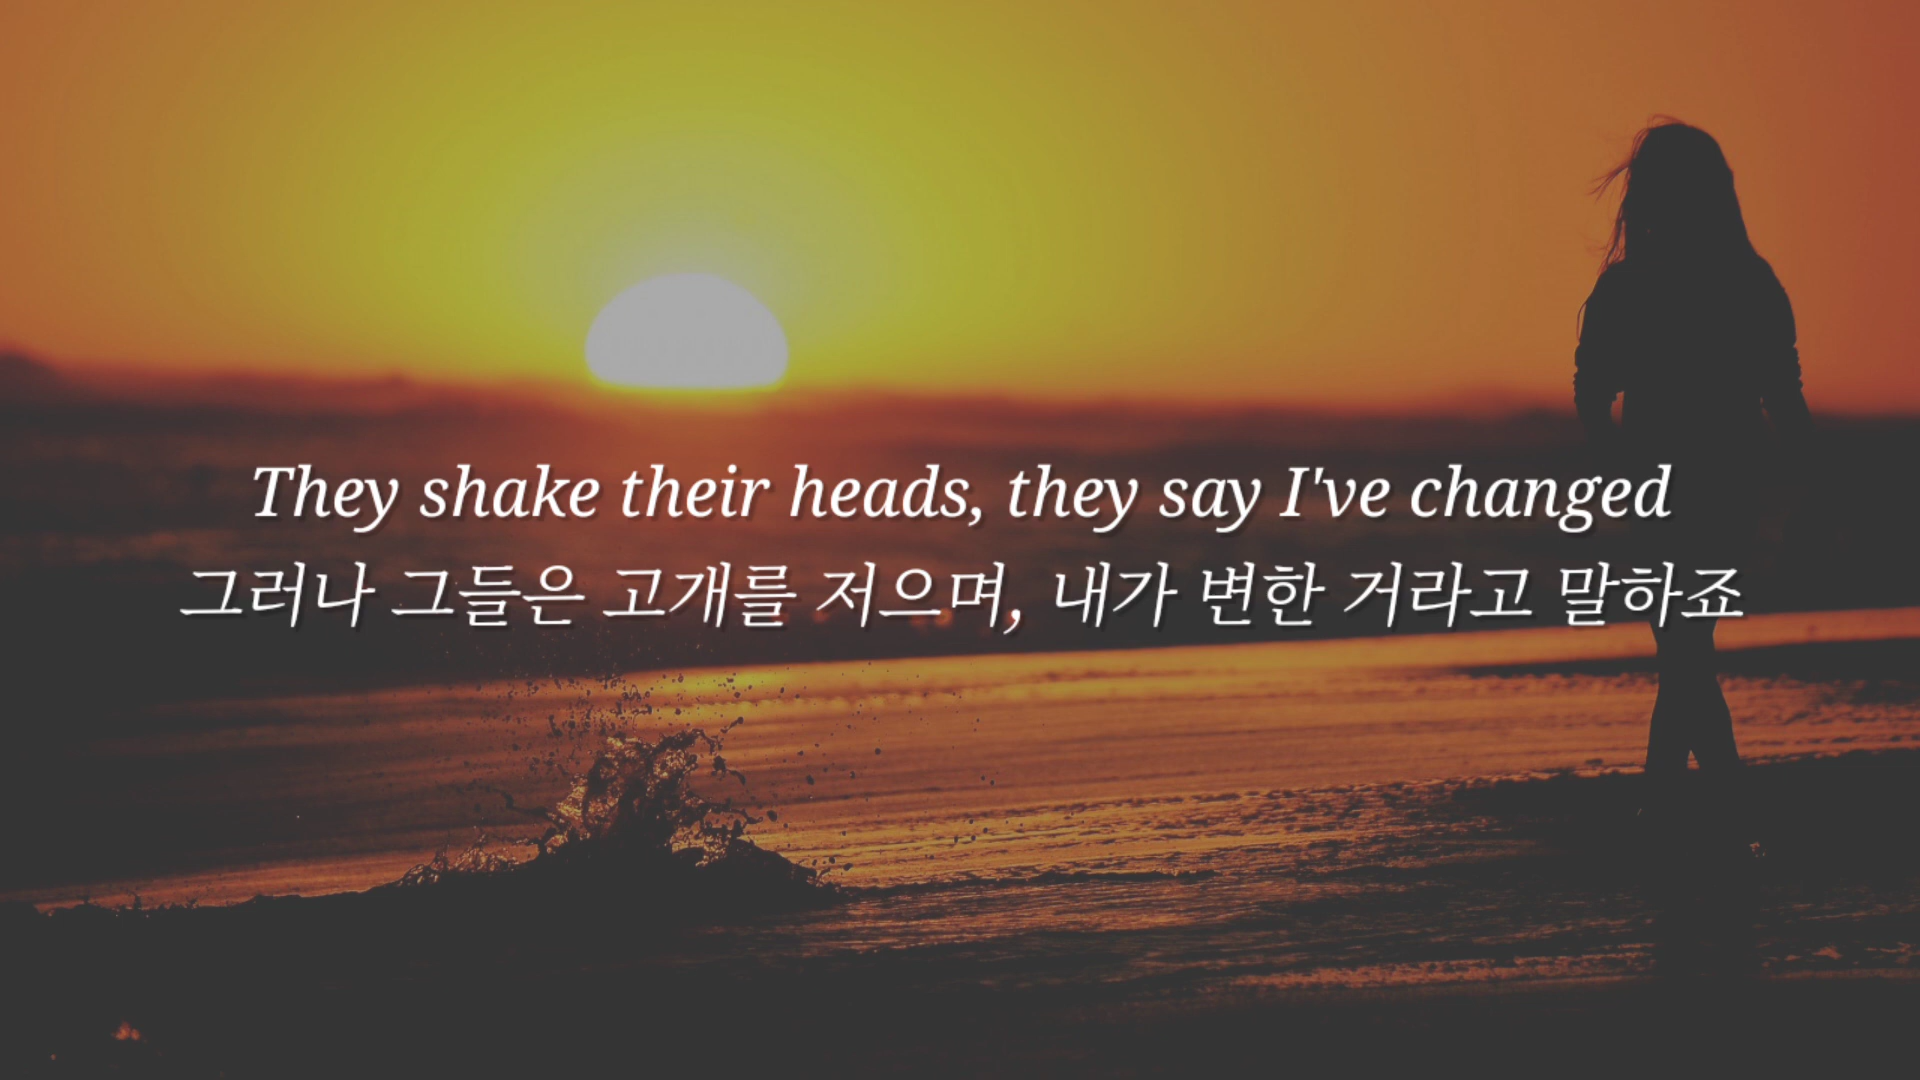 They shake their heads, they say I've changed
그러나 그들은 고개를 저으며, 내가 변한 거라고 말하죠